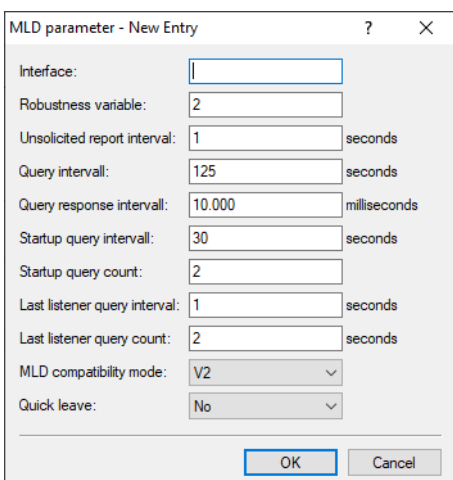 MLD parameter - New Entry ? ×
Interface:
Robustness variable: 2
Unsolicited report interval: 1 seconds
Query intervall: 125 seconds
Query response intervall: 10.000 milliseconds
Startup query intervall: 30 seconds
Startup query count: 2
Last listener query interval: 1 seconds
Last listener query count: 2 seconds
MLD compatibility mode: V2
Quick leave: No
OK Cancel